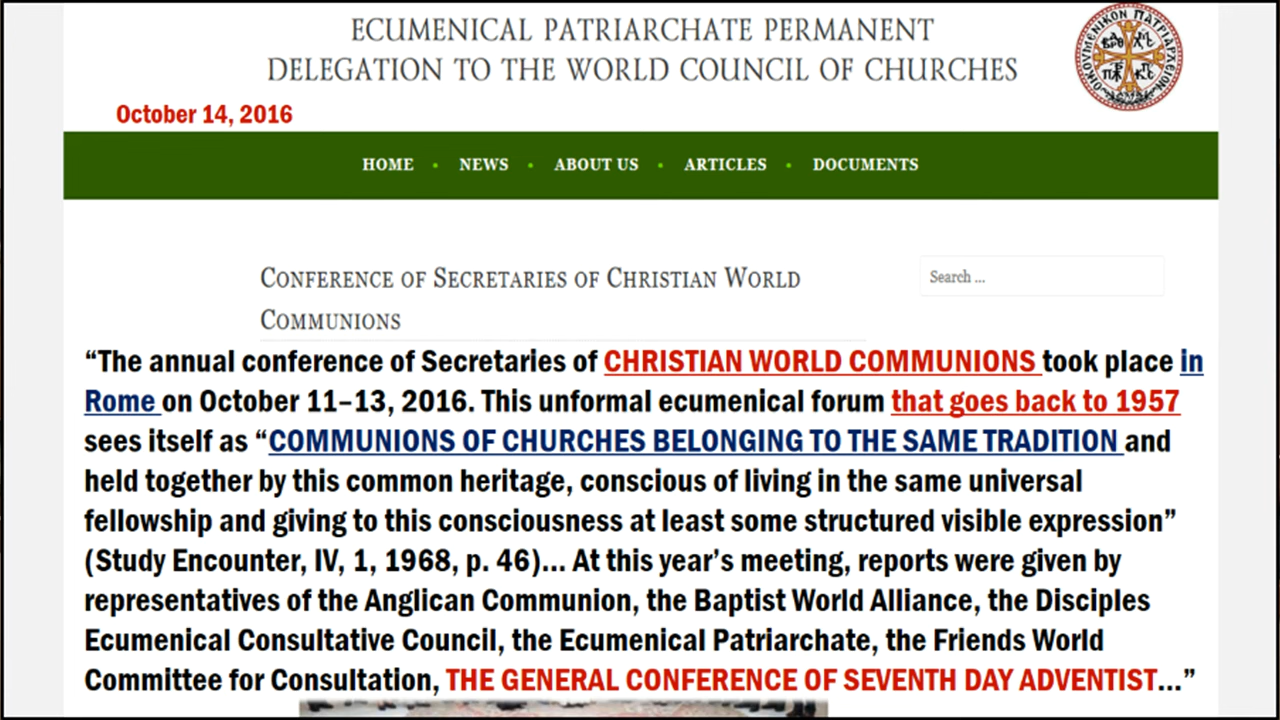 ECUMENICAL PATRIARCHATE PERMANENT
DELEGATION TO THE WORLD COUNCIL OF CHURCHES
October 14, 2016
HOME • NEWS • ABOUT US • ARTICLES • DOCUMENTS
CONFERENCE OF SECRETARIES OF CHRISTIAN WORLD
COMMUNIONS
Search ...
“The annual conference of Secretaries of CHRISTIAN WORLD COMMUNIONS took place in
Rome on October 11–13, 2016. This unformal ecumenical forum that goes back to 1957
sees itself as “COMMUNIONS OF CHURCHES BELONGING TO THE SAME TRADITION and
held together by this common heritage, conscious of living in the same universal
fellowship and giving to this consciousness at least some structured visible expression”
(Study Encounter, IV, 1, 1968, p. 46)... At this year’s meeting, reports were given by
representatives of the Anglican Communion, the Baptist World Alliance, the Disciples
Ecumenical Consultative Council, the Ecumenical Patriarchate, the Friends World
Committee for Consultation, THE GENERAL CONFERENCE OF SEVENTH DAY ADVENTIST...”